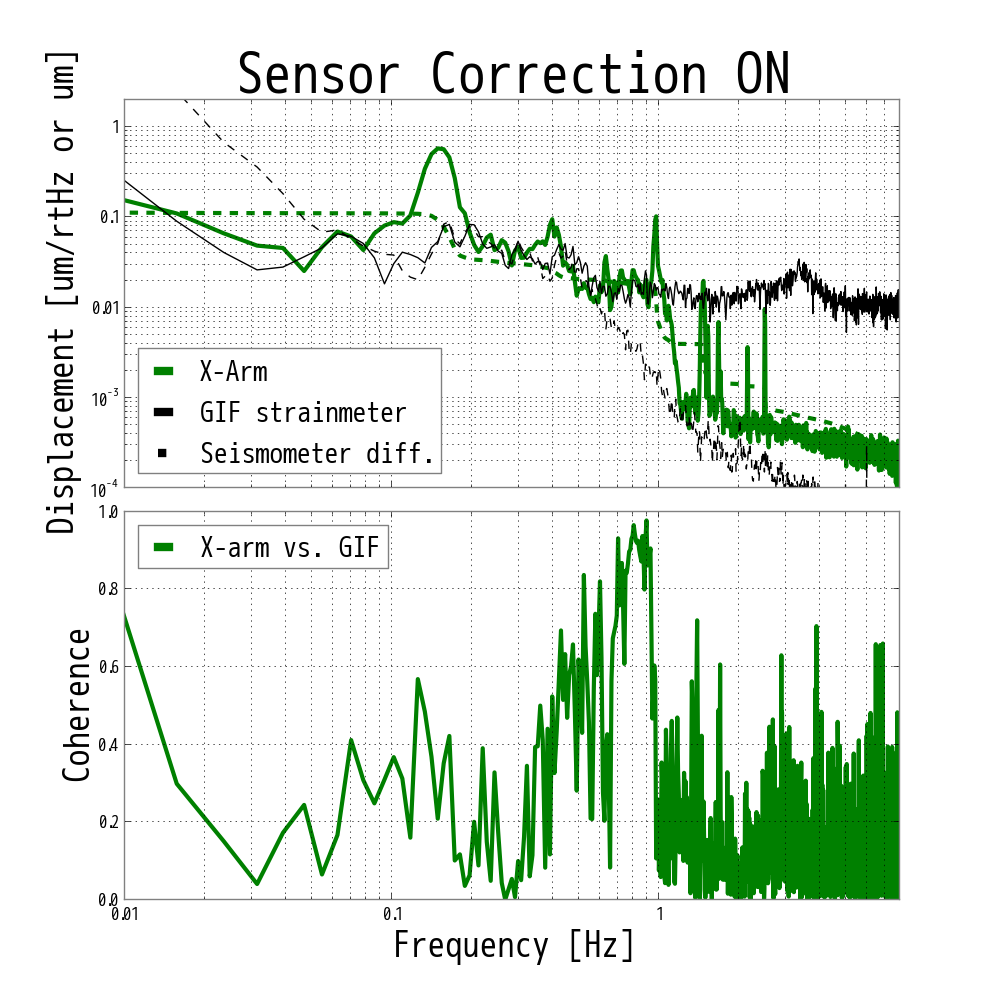 Sensor Correction ON
Displacement [um/rtHz or um]
1
0.1
0.01
10⁻³
10⁻⁴
X-Arm
GIF strainmeter
Seismometer diff.
Coherence
1.0
0.8
0.6
0.4
0.2
0.0
X-arm vs. GIF
0.01
0.1
1
Frequency [Hz]